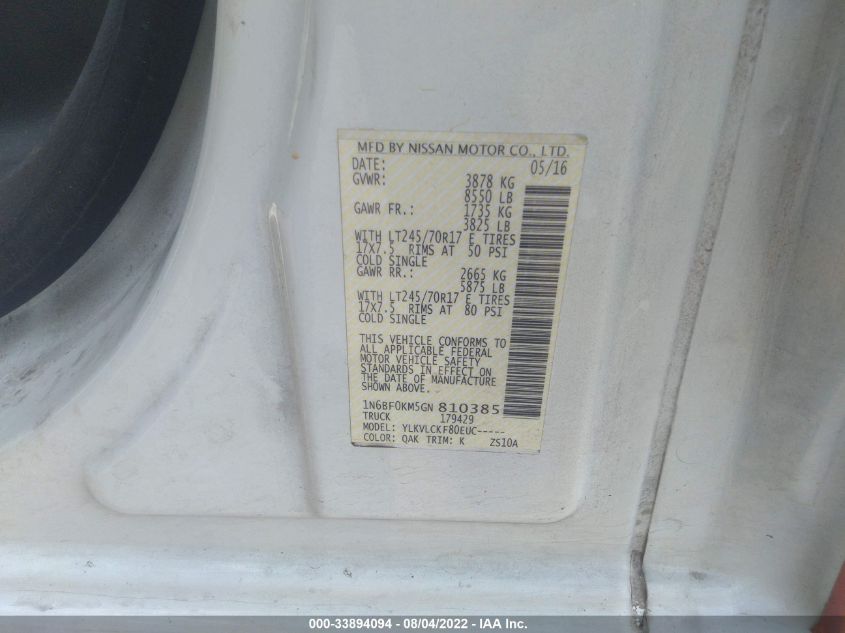 MFD BY NISSAN MOTOR CO., LTD.
DATE: 05/16
GVWR: 3878 KG
8550 LB
GAWR FR.: 1735 KG
3825 LB
WITH LT245/70R17 E TIRES
17X7.5 RIMS AT 50 PSI
COLD SINGLE
GAWR RR.: 2665 KG
5875 LB
WITH LT245/70R17 E TIRES
17X7.5 RIMS AT 80 PSI
COLD SINGLE
THIS VEHICLE CONFORMS TO
ALL APPLICABLE FEDERAL
MOTOR VEHICLE SAFETY
STANDARDS IN EFFECT ON
THE DATE OF MANUFACTURE
SHOWN ABOVE.
1N6BF0KM5GN 810385
TRUCK 179429
MODEL: YLKVLCKF80EUC-----
COLOR: QAK TRIM: K ZS10A
000-33894094 - 08/04/2022 - IAA Inc.